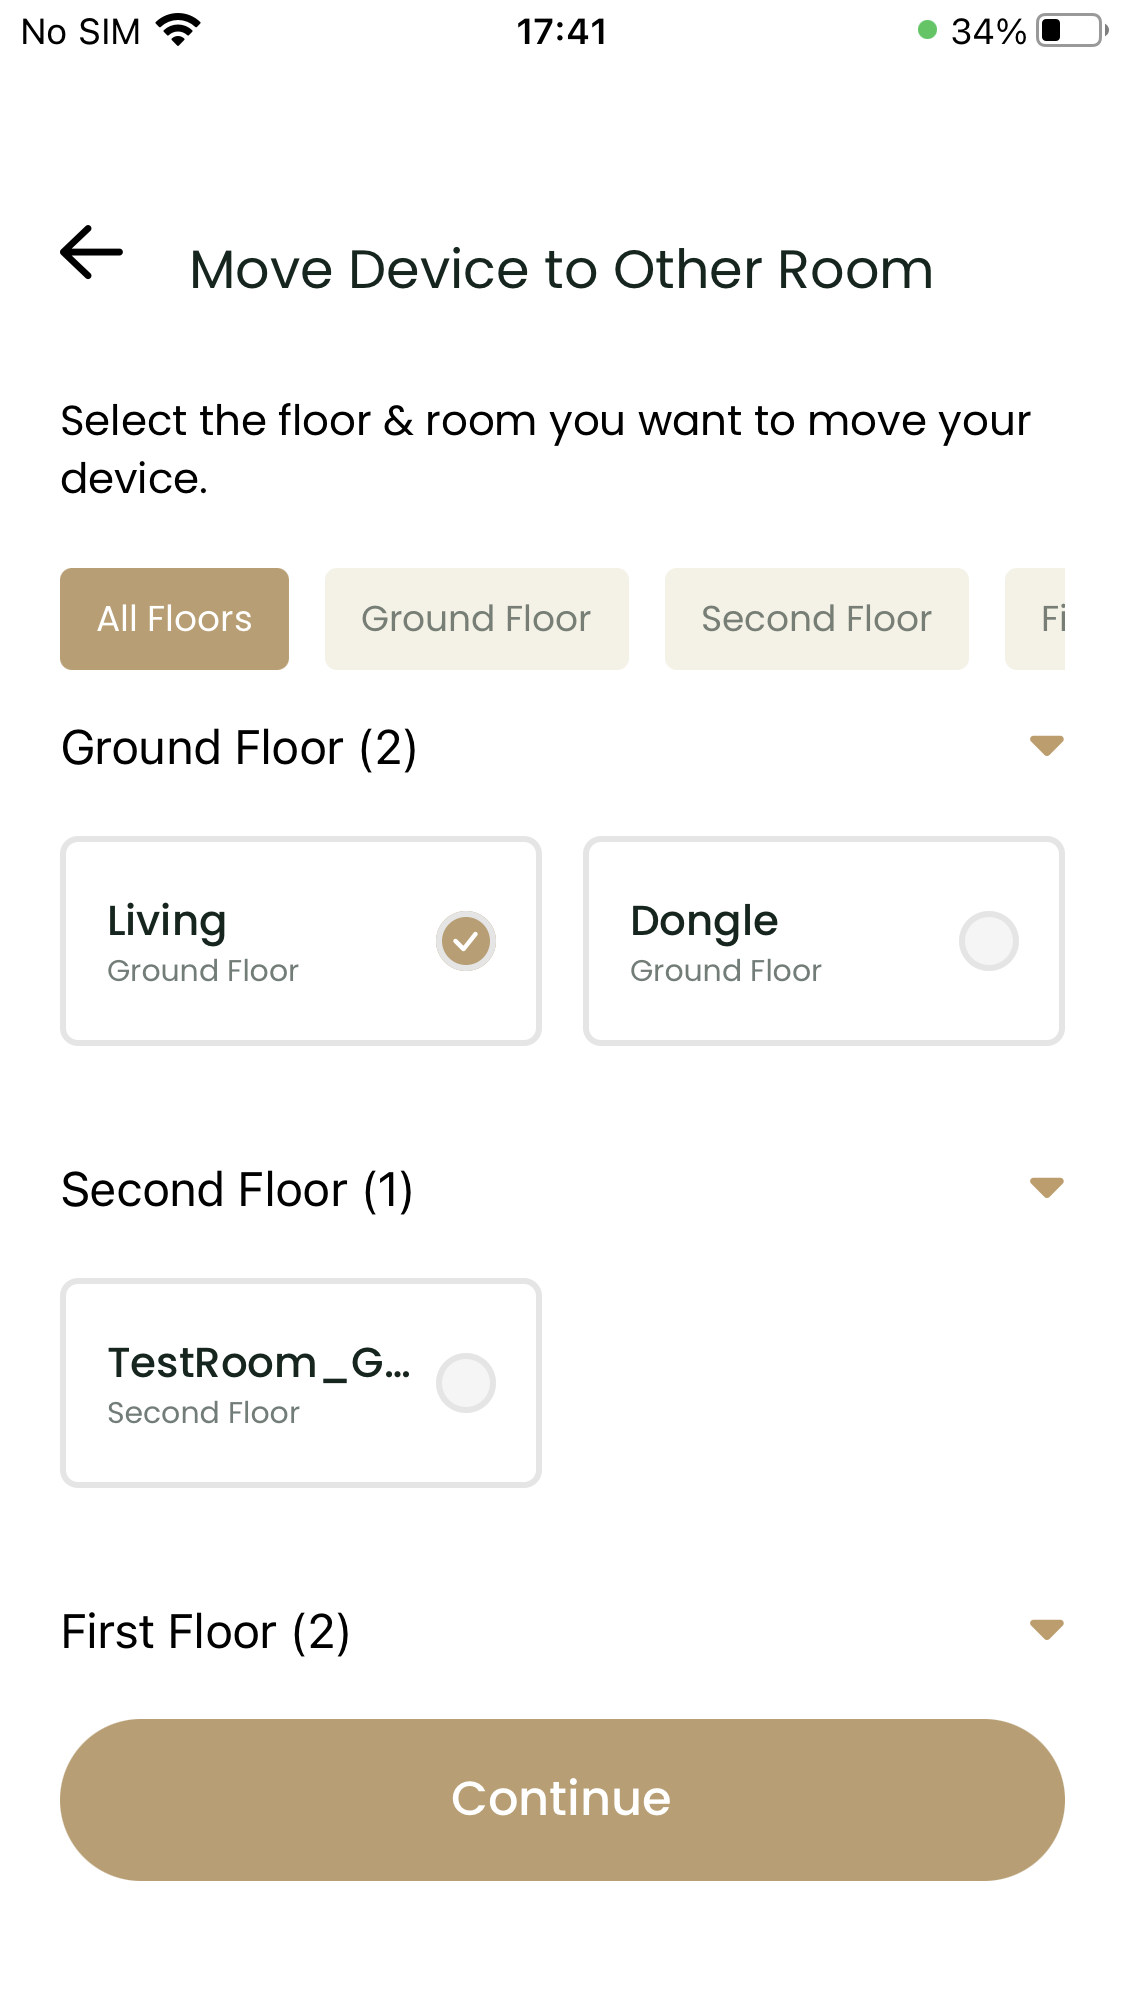 No SIM 17:41 34%
Move Device to Other Room
Select the floor & room you want to move your
device.
All Floors Ground Floor Second Floor Fi
Ground Floor (2)
Living Dongle
Ground Floor Ground Floor
Second Floor (1)
TestRoom_G...
Second Floor
First Floor (2)
Continue